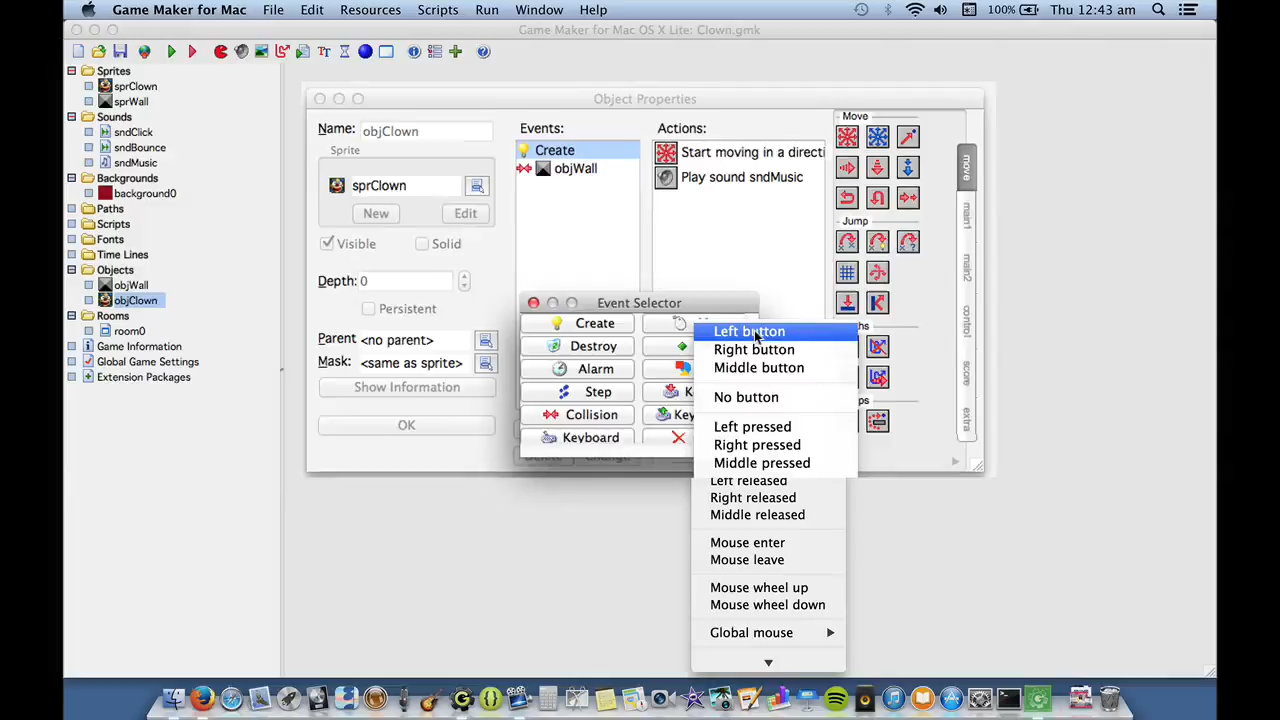 Game Maker for Mac File Edit Resources Scripts Run Window Help 100% Thu 12:43 am
Game Maker for Mac OS X Lite: Clown.gmk
Sprites
sprClown
sprWall
Sounds
sndClick
sndBounce
sndMusic
Backgrounds
background0
Paths
Scripts
Fonts
Time Lines
Objects
objWall
objClown
Rooms
room0
Game Information
Global Game Settings
Extension Packages
Object Properties
Name: objClown
Sprite
sprClown
New Edit
Visible Solid
Depth: 0
Persistent
Parent <no parent>
Mask: <same as sprite>
Show Information
OK
Events:
Create
objWall
Actions:
Start moving in a directi
Play sound sndMusic
Move
Jump
move
main1
main2
control
score
extra
Event Selector
Create
Destroy
Alarm
Step
Collision
Keyboard
Left button
Right button
Middle button
No button
Left pressed
Right pressed
Middle pressed
Left released
Right released
Middle released
Mouse enter
Mouse leave
Mouse wheel up
Mouse wheel down
Global mouse